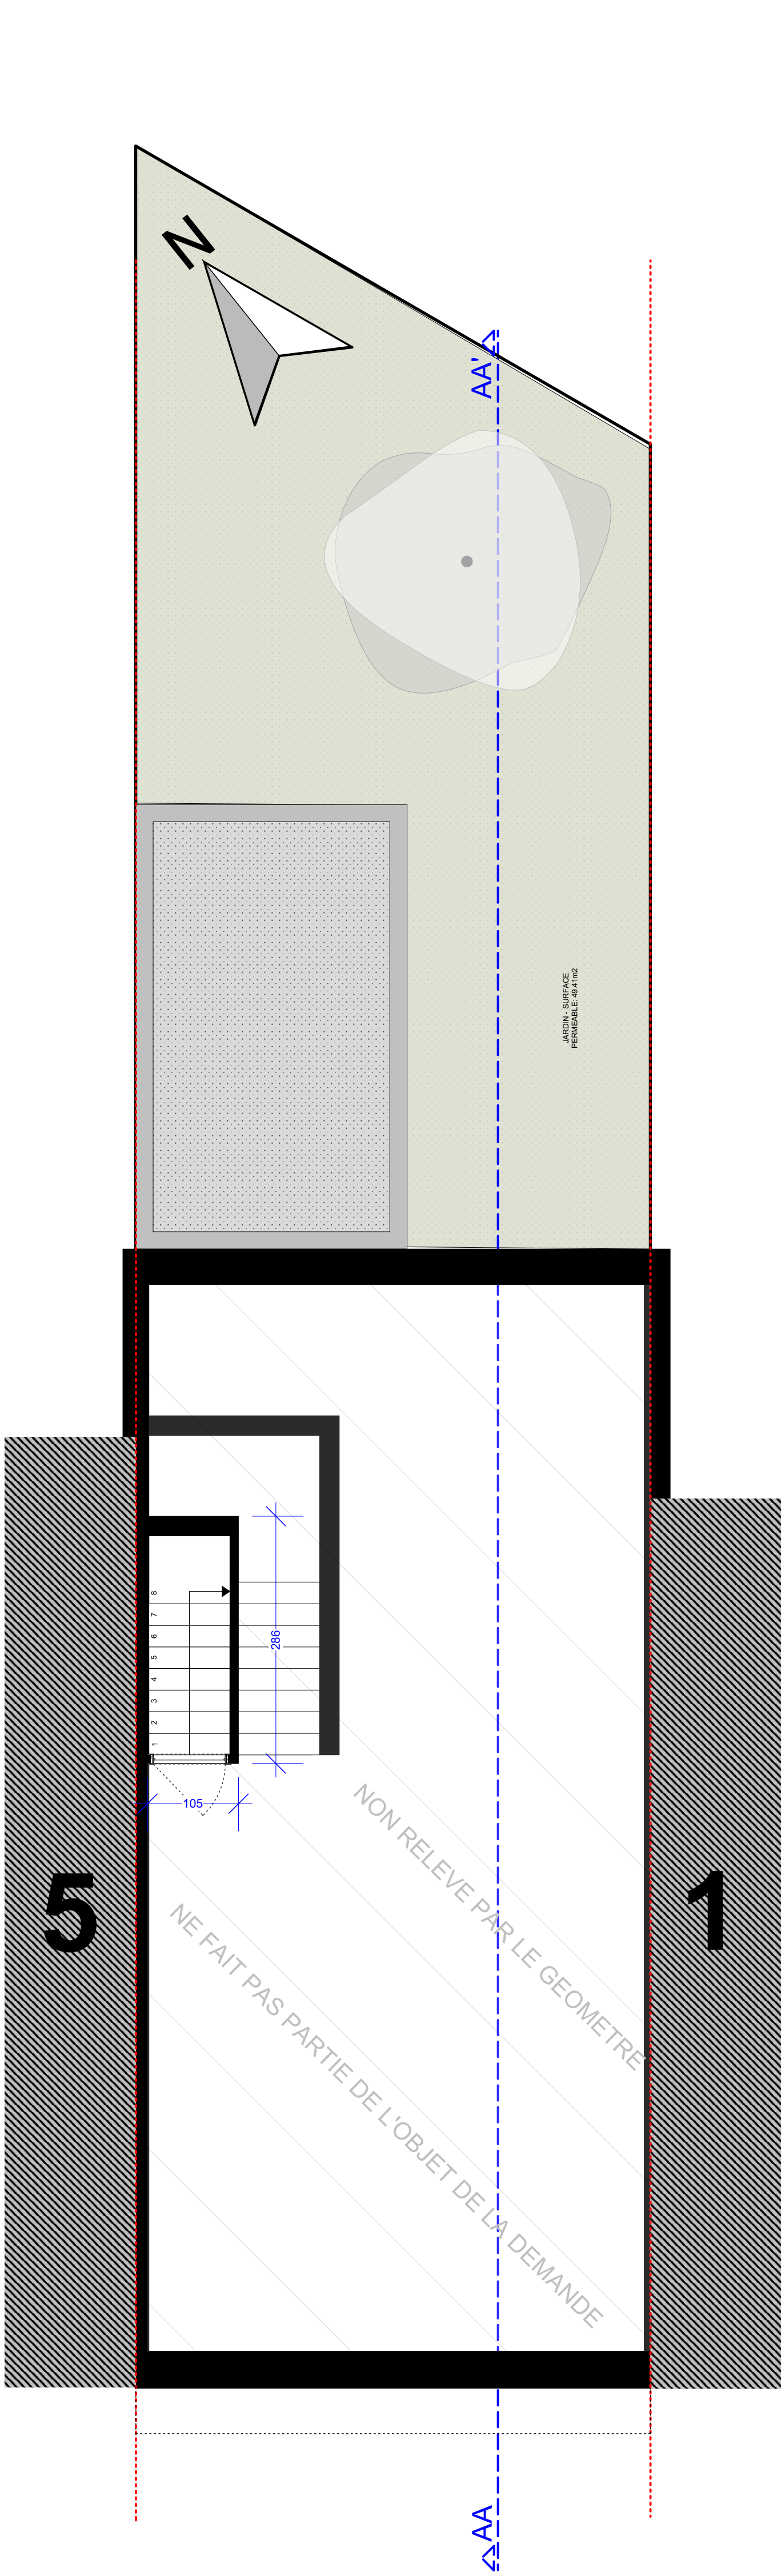 N
AA'
JARDIN - SURFACE
PERMEABLE: 49.41m2
8
7
6
5
4
3
2
1
286
105
NON RELEVE PAR LE GEOMETRE
5
1
NE FAIT PAS PARTIE DE L'OBJET DE LA DEMANDE
AA